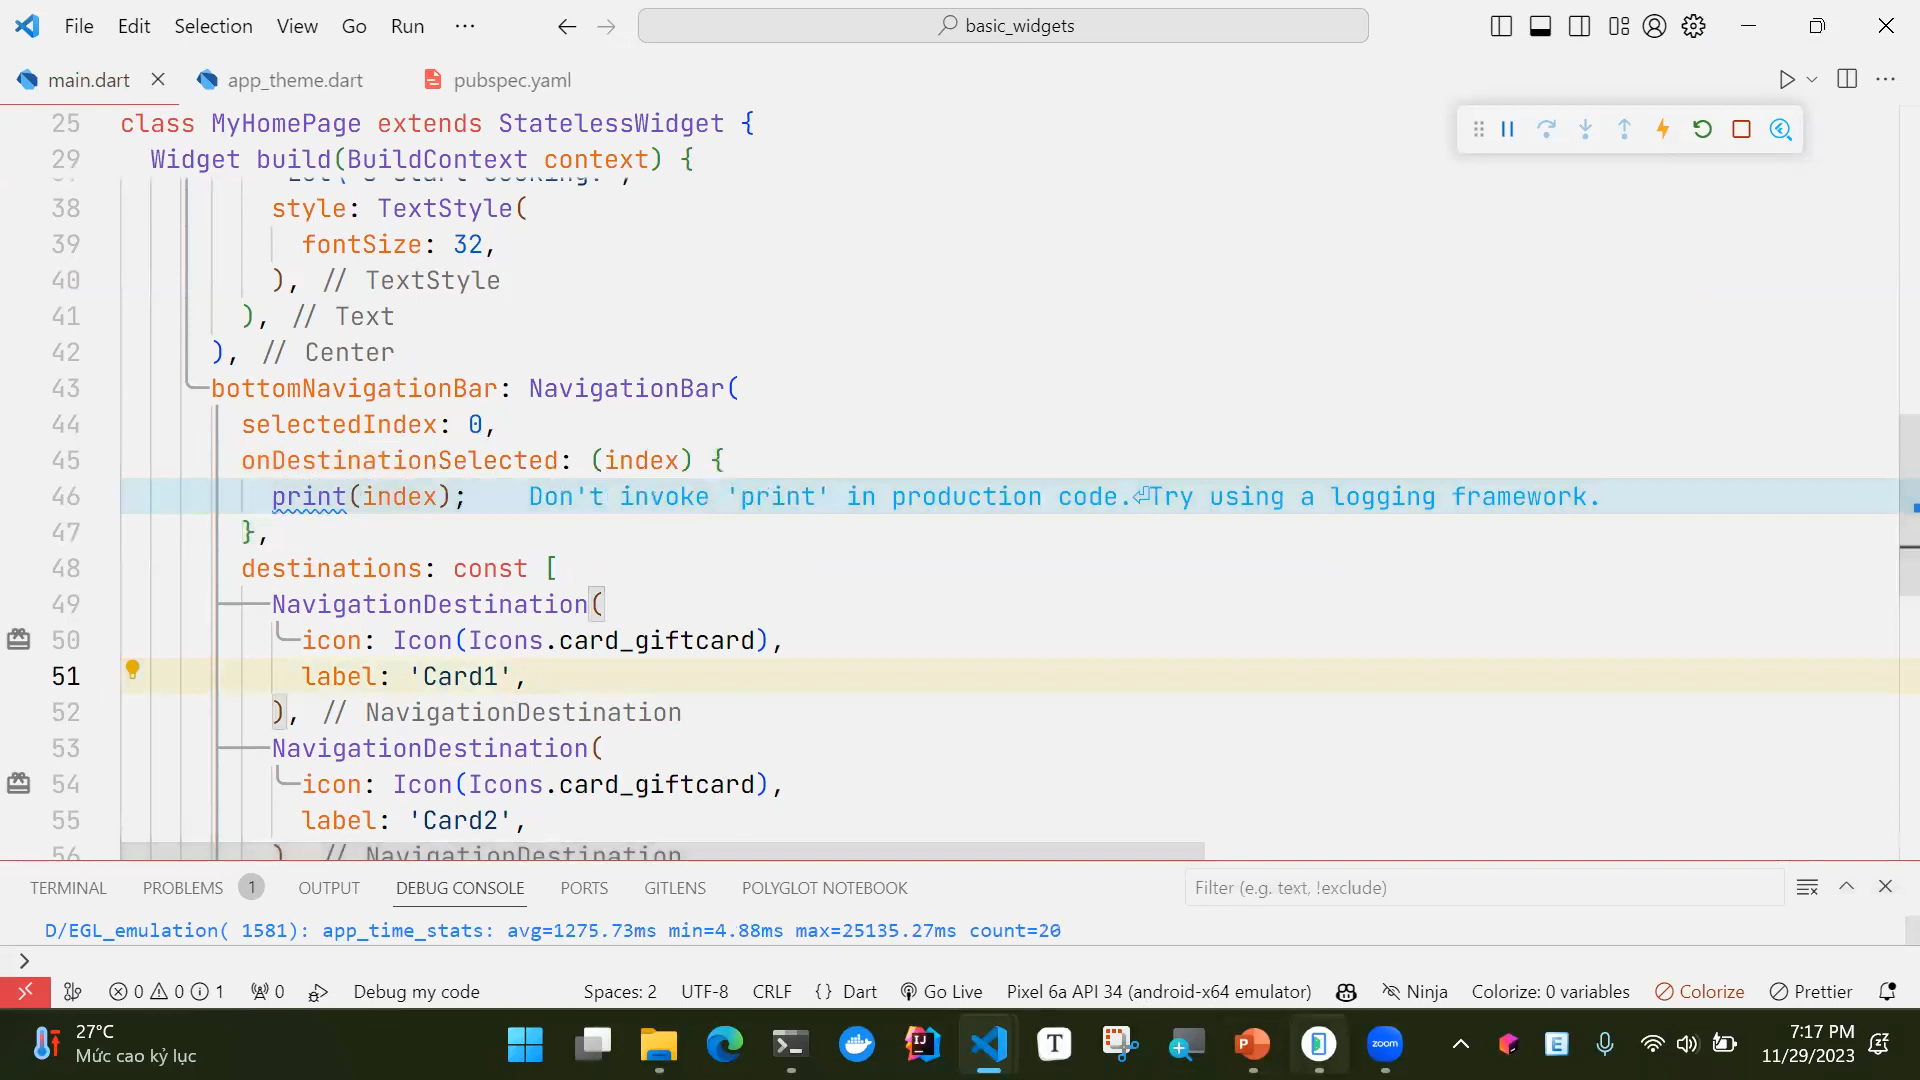 File Edit Selection View Go Run ···
basic_widgets
main.dart app_theme.dart pubspec.yaml
25 class MyHomePage extends StatelessWidget {
29 Widget build(BuildContext context) {
38 style: TextStyle(
39 fontSize: 32,
40 ), // TextStyle
41 ), // Text
42 ), // Center
43 bottomNavigationBar: NavigationBar(
44 selectedIndex: 0,
45 onDestinationSelected: (index) {
46 print(index); Don't invoke 'print' in production code.⏎Try using a logging framework.
47 },
48 destinations: const [
49 NavigationDestination(
50 icon: Icon(Icons.card_giftcard),
51 label: 'Card1',
52 ), // NavigationDestination
53 NavigationDestination(
54 icon: Icon(Icons.card_giftcard),
55 label: 'Card2',
56 ) // NavigationDestination
TERMINAL PROBLEMS 1 OUTPUT DEBUG CONSOLE PORTS GITLENS POLYGLOT NOTEBOOK Filter (e.g. text, !exclude)
D/EGL_emulation( 1581): app_time_stats: avg=1275.73ms min=4.88ms max=25135.27ms count=20
>
0 0 1 0 Debug my code Spaces: 2 UTF-8 CRLF {} Dart Go Live Pixel 6a API 34 (android-x64 emulator) Ninja Colorize: 0 variables Colorize Prettier
27°C
Mức cao kỷ lục
T
IJ
zoom
E
7:17 PM
11/29/2023